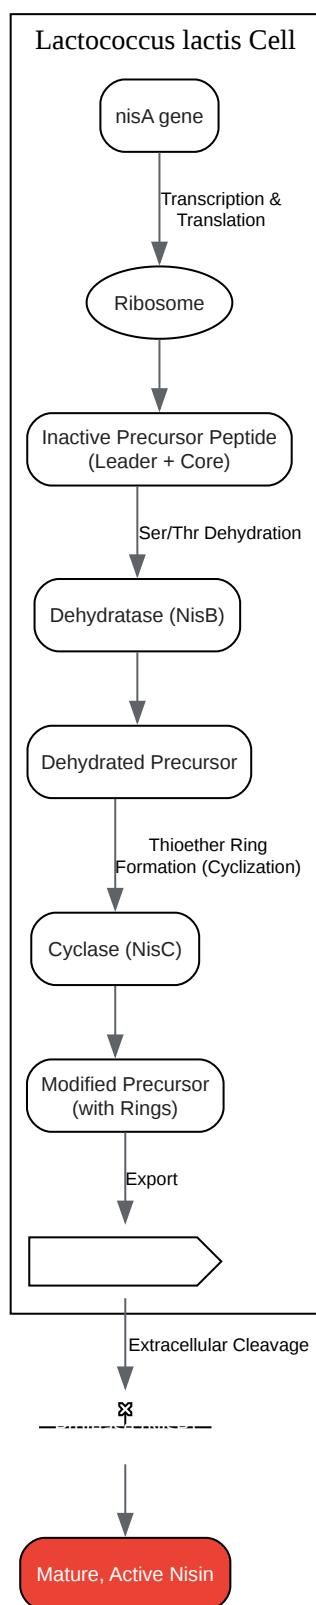 Lactococcus lactis Cell
nisA gene
Transcription &
Translation
Ribosome
Inactive Precursor Peptide
(Leader + Core)
Ser/Thr Dehydration
Dehydratase (NisB)
Dehydrated Precursor
Thioether Ring
Formation (Cyclization)
Cyclase (NisC)
Modified Precursor
(with Rings)
Export
Extracellular Cleavage
Mature, Active Nisin